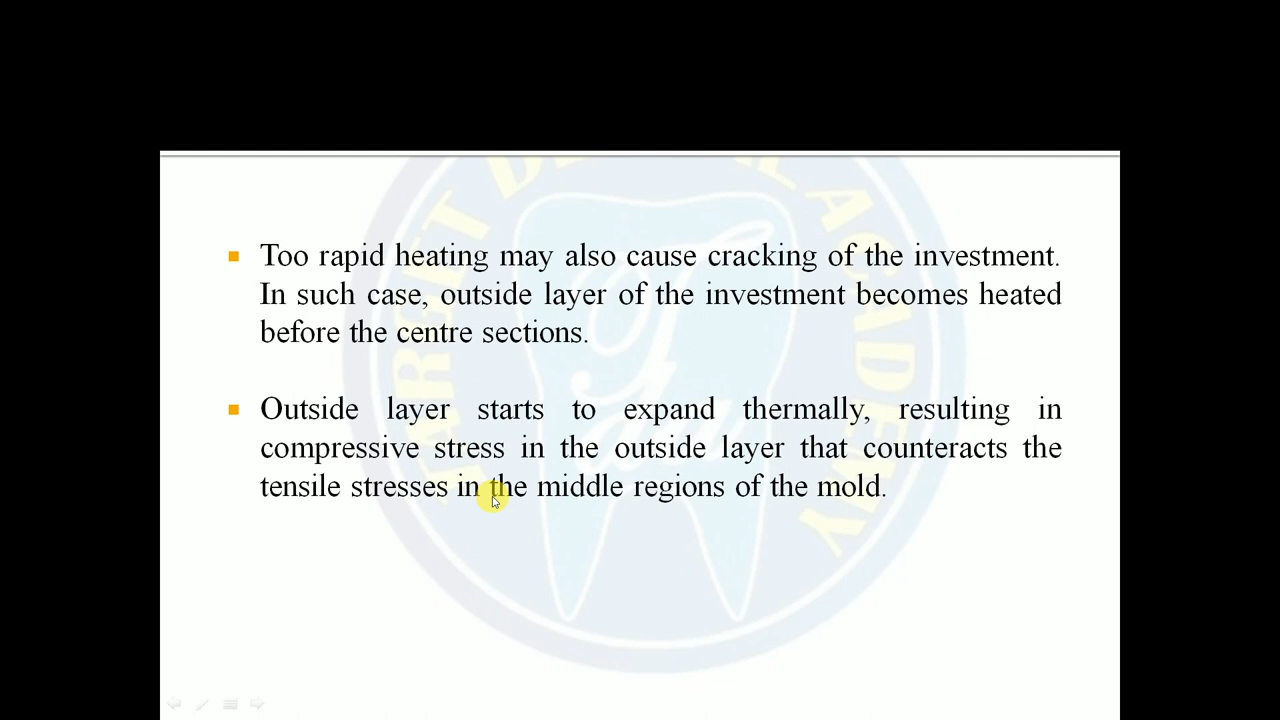 Too rapid heating may also cause cracking of the investment.
In such case, outside layer of the investment becomes heated
before the centre sections.
Outside layer starts to expand thermally, resulting in
compressive stress in the outside layer that counteracts the
tensile stresses in the middle regions of the mold.